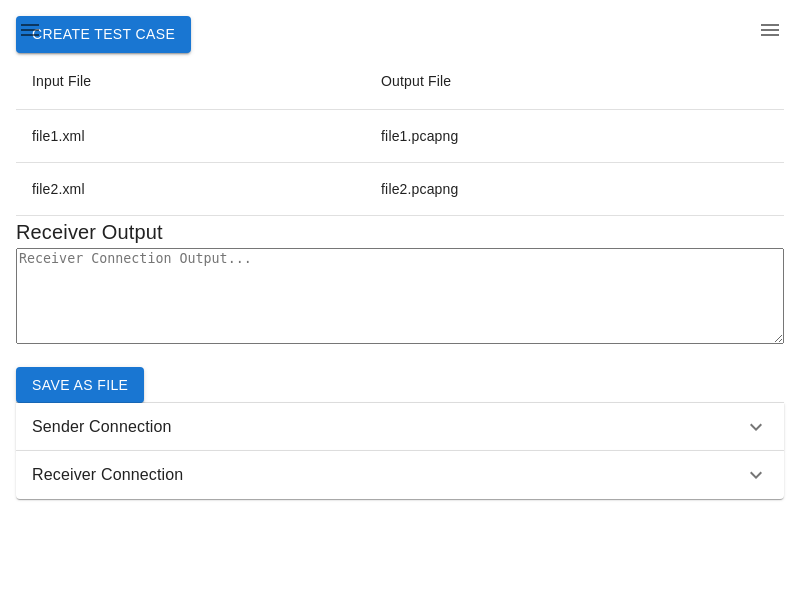 CREATE TEST CASE
Input File Output File
file1.xml file1.pcapng
file2.xml file2.pcapng
Receiver Output
Receiver Connection Output...
SAVE AS FILE
Sender Connection
Receiver Connection